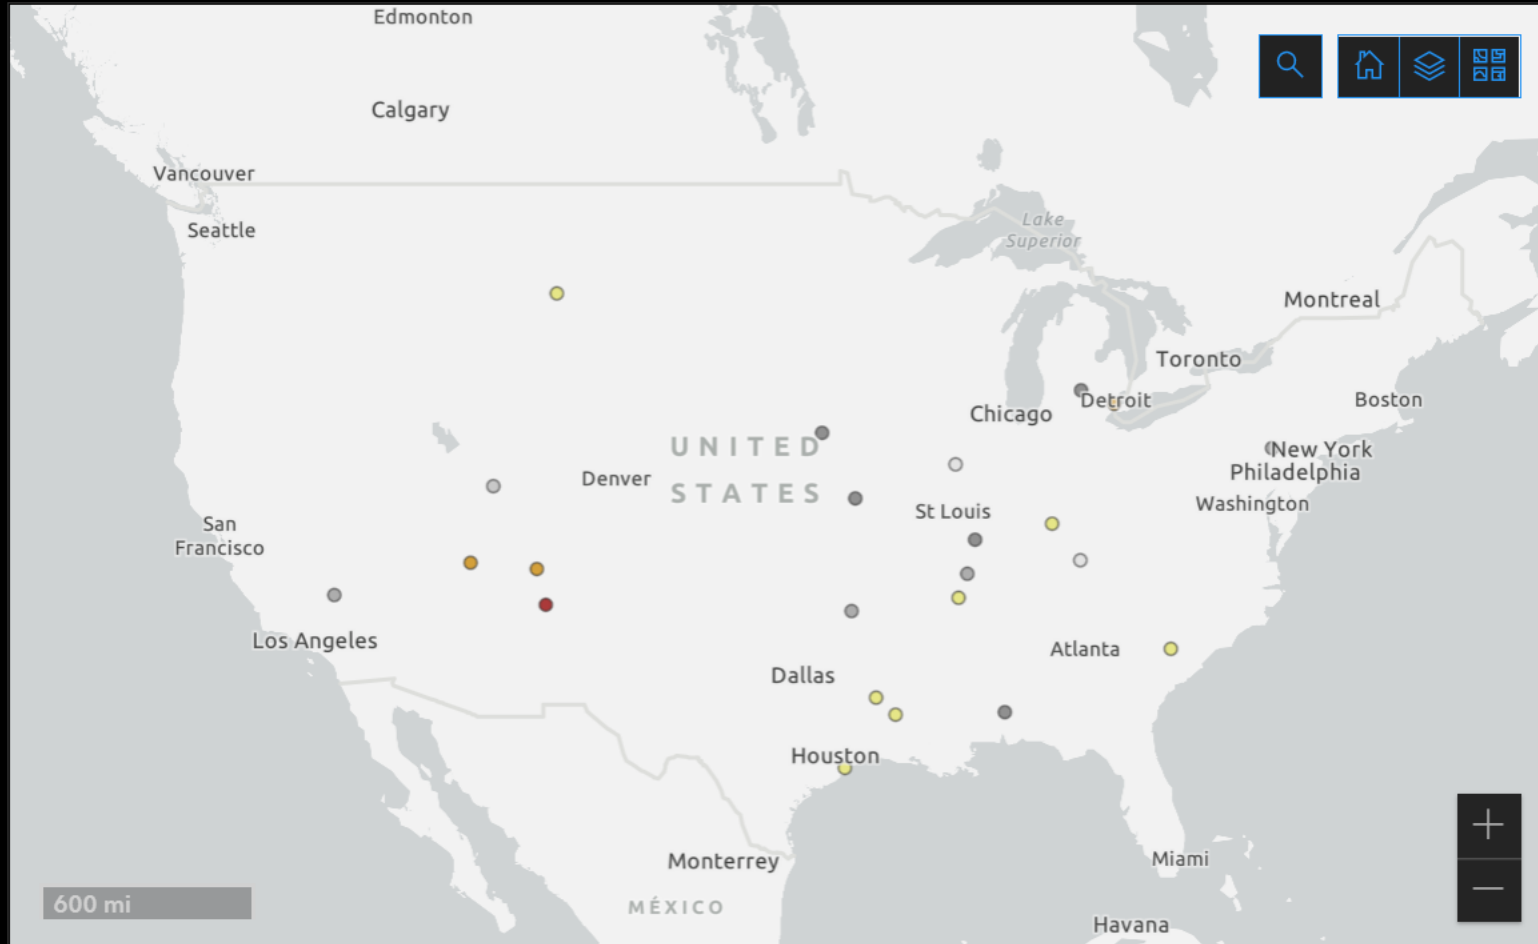 Edmonton
Calgary
Vancouver
Seattle
Lake
Superior
Montreal
Toronto
Detroit
Boston
Chicago
UNITED
STATES
New York
Philadelphia
Denver
Washington
St Louis
San
Francisco
Los Angeles
Atlanta
Dallas
Houston
Monterrey
Miami
600 mi
MÉXICO
Havana